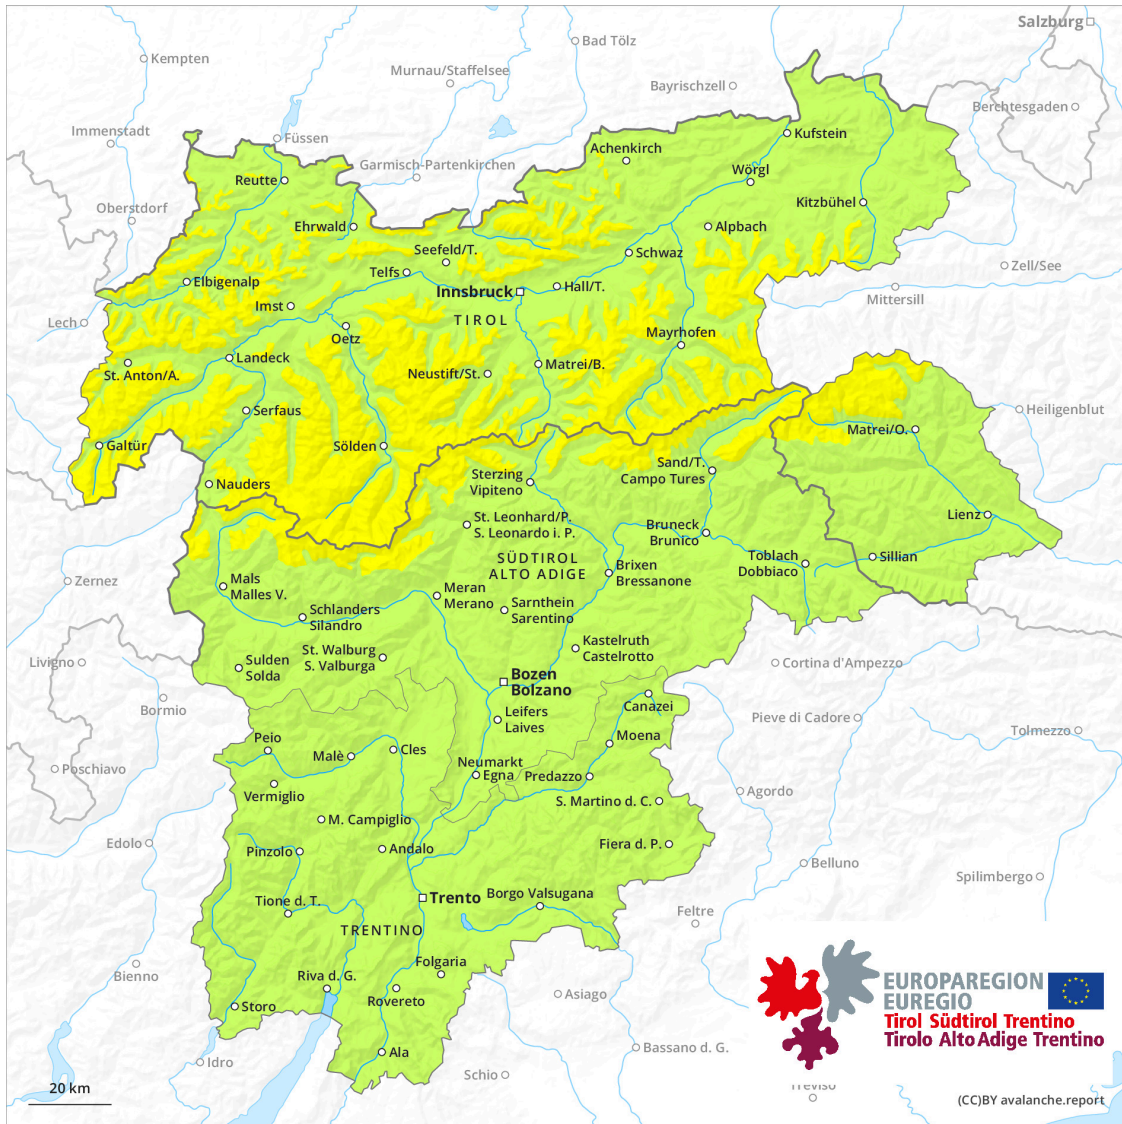 Salzburg
Bad Tölz
Kempten
Murnau/Staffelsee
Bayrischzell
Berchtesgaden
Immenstadt
Füssen
Kufstein
Achenkirch
Garmisch-Partenkirchen
Wörgl
Reutte
Oberstdorf
Kitzbühel
Ehrwald
Alpbach
Seefeld/T.
Schwaz
Telfs
Zell/See
Elbigenalp
Hall/T.
Innsbruck
Mittersill
Imst
Lech
TIROL
Oetz
Mayrhofen
Landeck
Matrei/B.
St. Anton/A.
Neustift/St.
Serfaus
Heiligenblut
Matrei/O.
Galtür
Sölden
Sand/T.
Campo Tures
Sterzing
Vipiteno
Nauders
Lienz
St. Leonhard/P.
S. Leonardo i. P.
Bruneck
Brunico
SÜDTIROL
ALTO ADIGE
Toblach
Dobbiaco
Sillian
Brixen
Bressanone
Zernez
Mals
Malles V.
Meran
Merano
Sarnthein
Sarentino
Schlanders
Silandro
Kastelruth
Castelrotto
St. Walburg
S. Valburga
Livigno
Sulden
Solda
Cortina d'Ampezzo
Bozen
Bolzano
Bormio
Canazei
Leifers
Laives
Pieve di Cadore
Tolmezzo
Peio
Moena
Malè
Cles
Neumarkt
Egna
Predazzo
Poschiavo
Vermiglio
Agordo
S. Martino d. C.
M. Campiglio
Edolo
Pinzolo
Andalo
Fiera d. P.
Belluno
Spilimbergo
Trento
Borgo Valsugana
Tione d. T.
Feltre
TRENTINO
Folgaria
Bienno
Riva d. G.
Rovereto
Asiago
Storo
EUROPAREGION
EUREGIO
Tirol Südtirol Trentino
Tirolo Alto Adige Trentino
Ala
Bassano d. G.
Idro
Schio
Treviso
20 km
(CC)BY avalanche.report